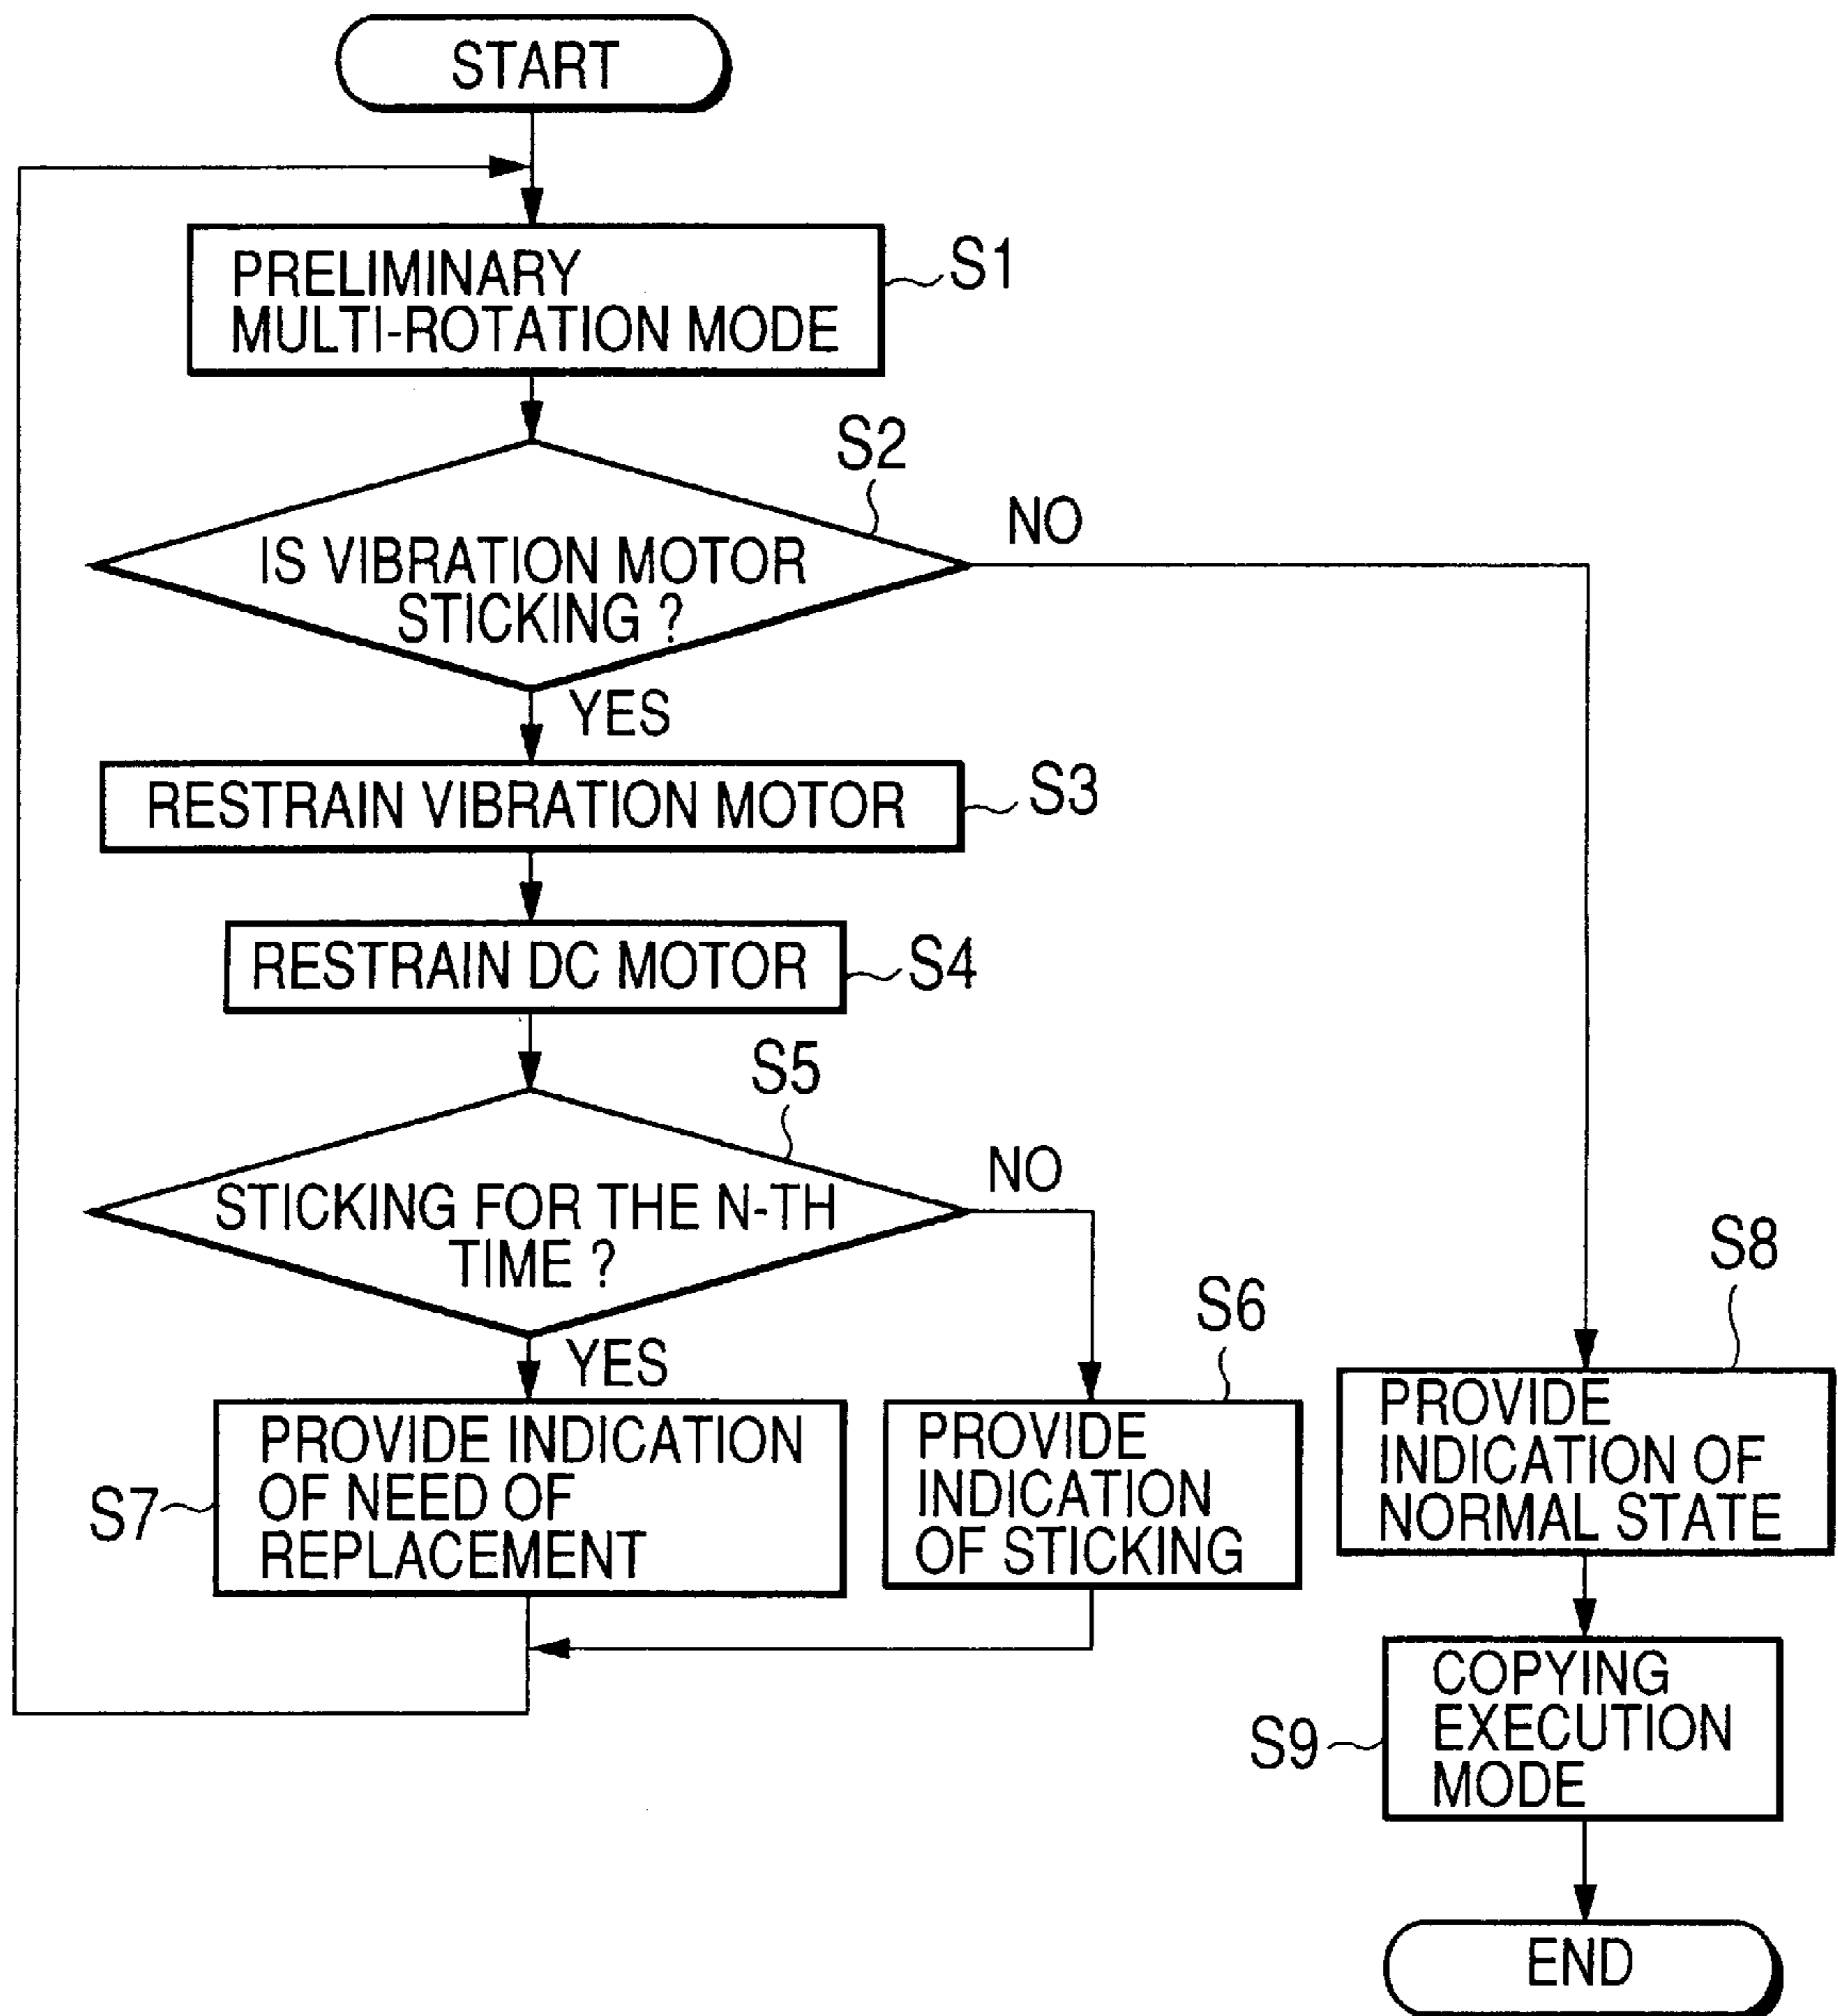 START
PRELIMINARY
MULTI-ROTATION MODE
S1
S2
IS VIBRATION MOTOR
STICKING ?
NO
YES
RESTRAIN VIBRATION MOTOR
S3
RESTRAIN DC MOTOR
S4
S5
STICKING FOR THE N-TH
TIME ?
NO
YES
S7
PROVIDE INDICATION
OF NEED OF
REPLACEMENT
S6
PROVIDE
INDICATION
OF STICKING
S8
PROVIDE
INDICATION OF
NORMAL STATE
S9
COPYING
EXECUTION
MODE
END